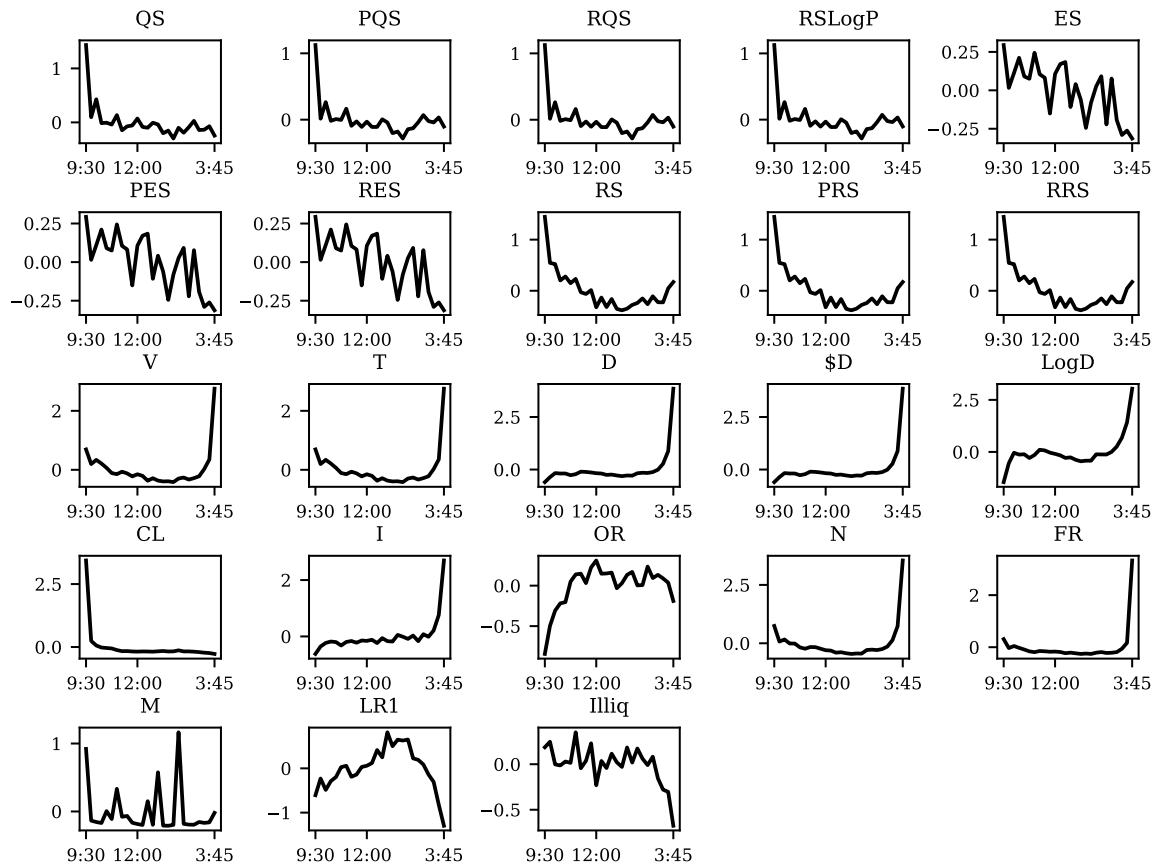 QS PQS RQS RSLogP ES
1 0 1 0 1 0 1 0 0.25 0.00 −0.25
9:30 12:00 3:45 9:30 12:00 3:45 9:30 12:00 3:45 9:30 12:00 3:45 9:30 12:00 3:45
PES RES RS PRS RRS
0.25 0.00 −0.25 0.25 0.00 −0.25 1 0 1 0 1 0
9:30 12:00 3:45 9:30 12:00 3:45 9:30 12:00 3:45 9:30 12:00 3:45 9:30 12:00 3:45
V T D $D LogD
2 0 2 0 2.5 0.0 2.5 0.0 2.5 0.0
9:30 12:00 3:45 9:30 12:00 3:45 9:30 12:00 3:45 9:30 12:00 3:45 9:30 12:00 3:45
CL I OR N FR
2.5 0.0 2 0 0.0 −0.5 2.5 0.0 2 0
9:30 12:00 3:45 9:30 12:00 3:45 9:30 12:00 3:45 9:30 12:00 3:45 9:30 12:00 3:45
M LR1 Illiq
1 0 0 −1 0.0 −0.5
9:30 12:00 3:45 9:30 12:00 3:45 9:30 12:00 3:45